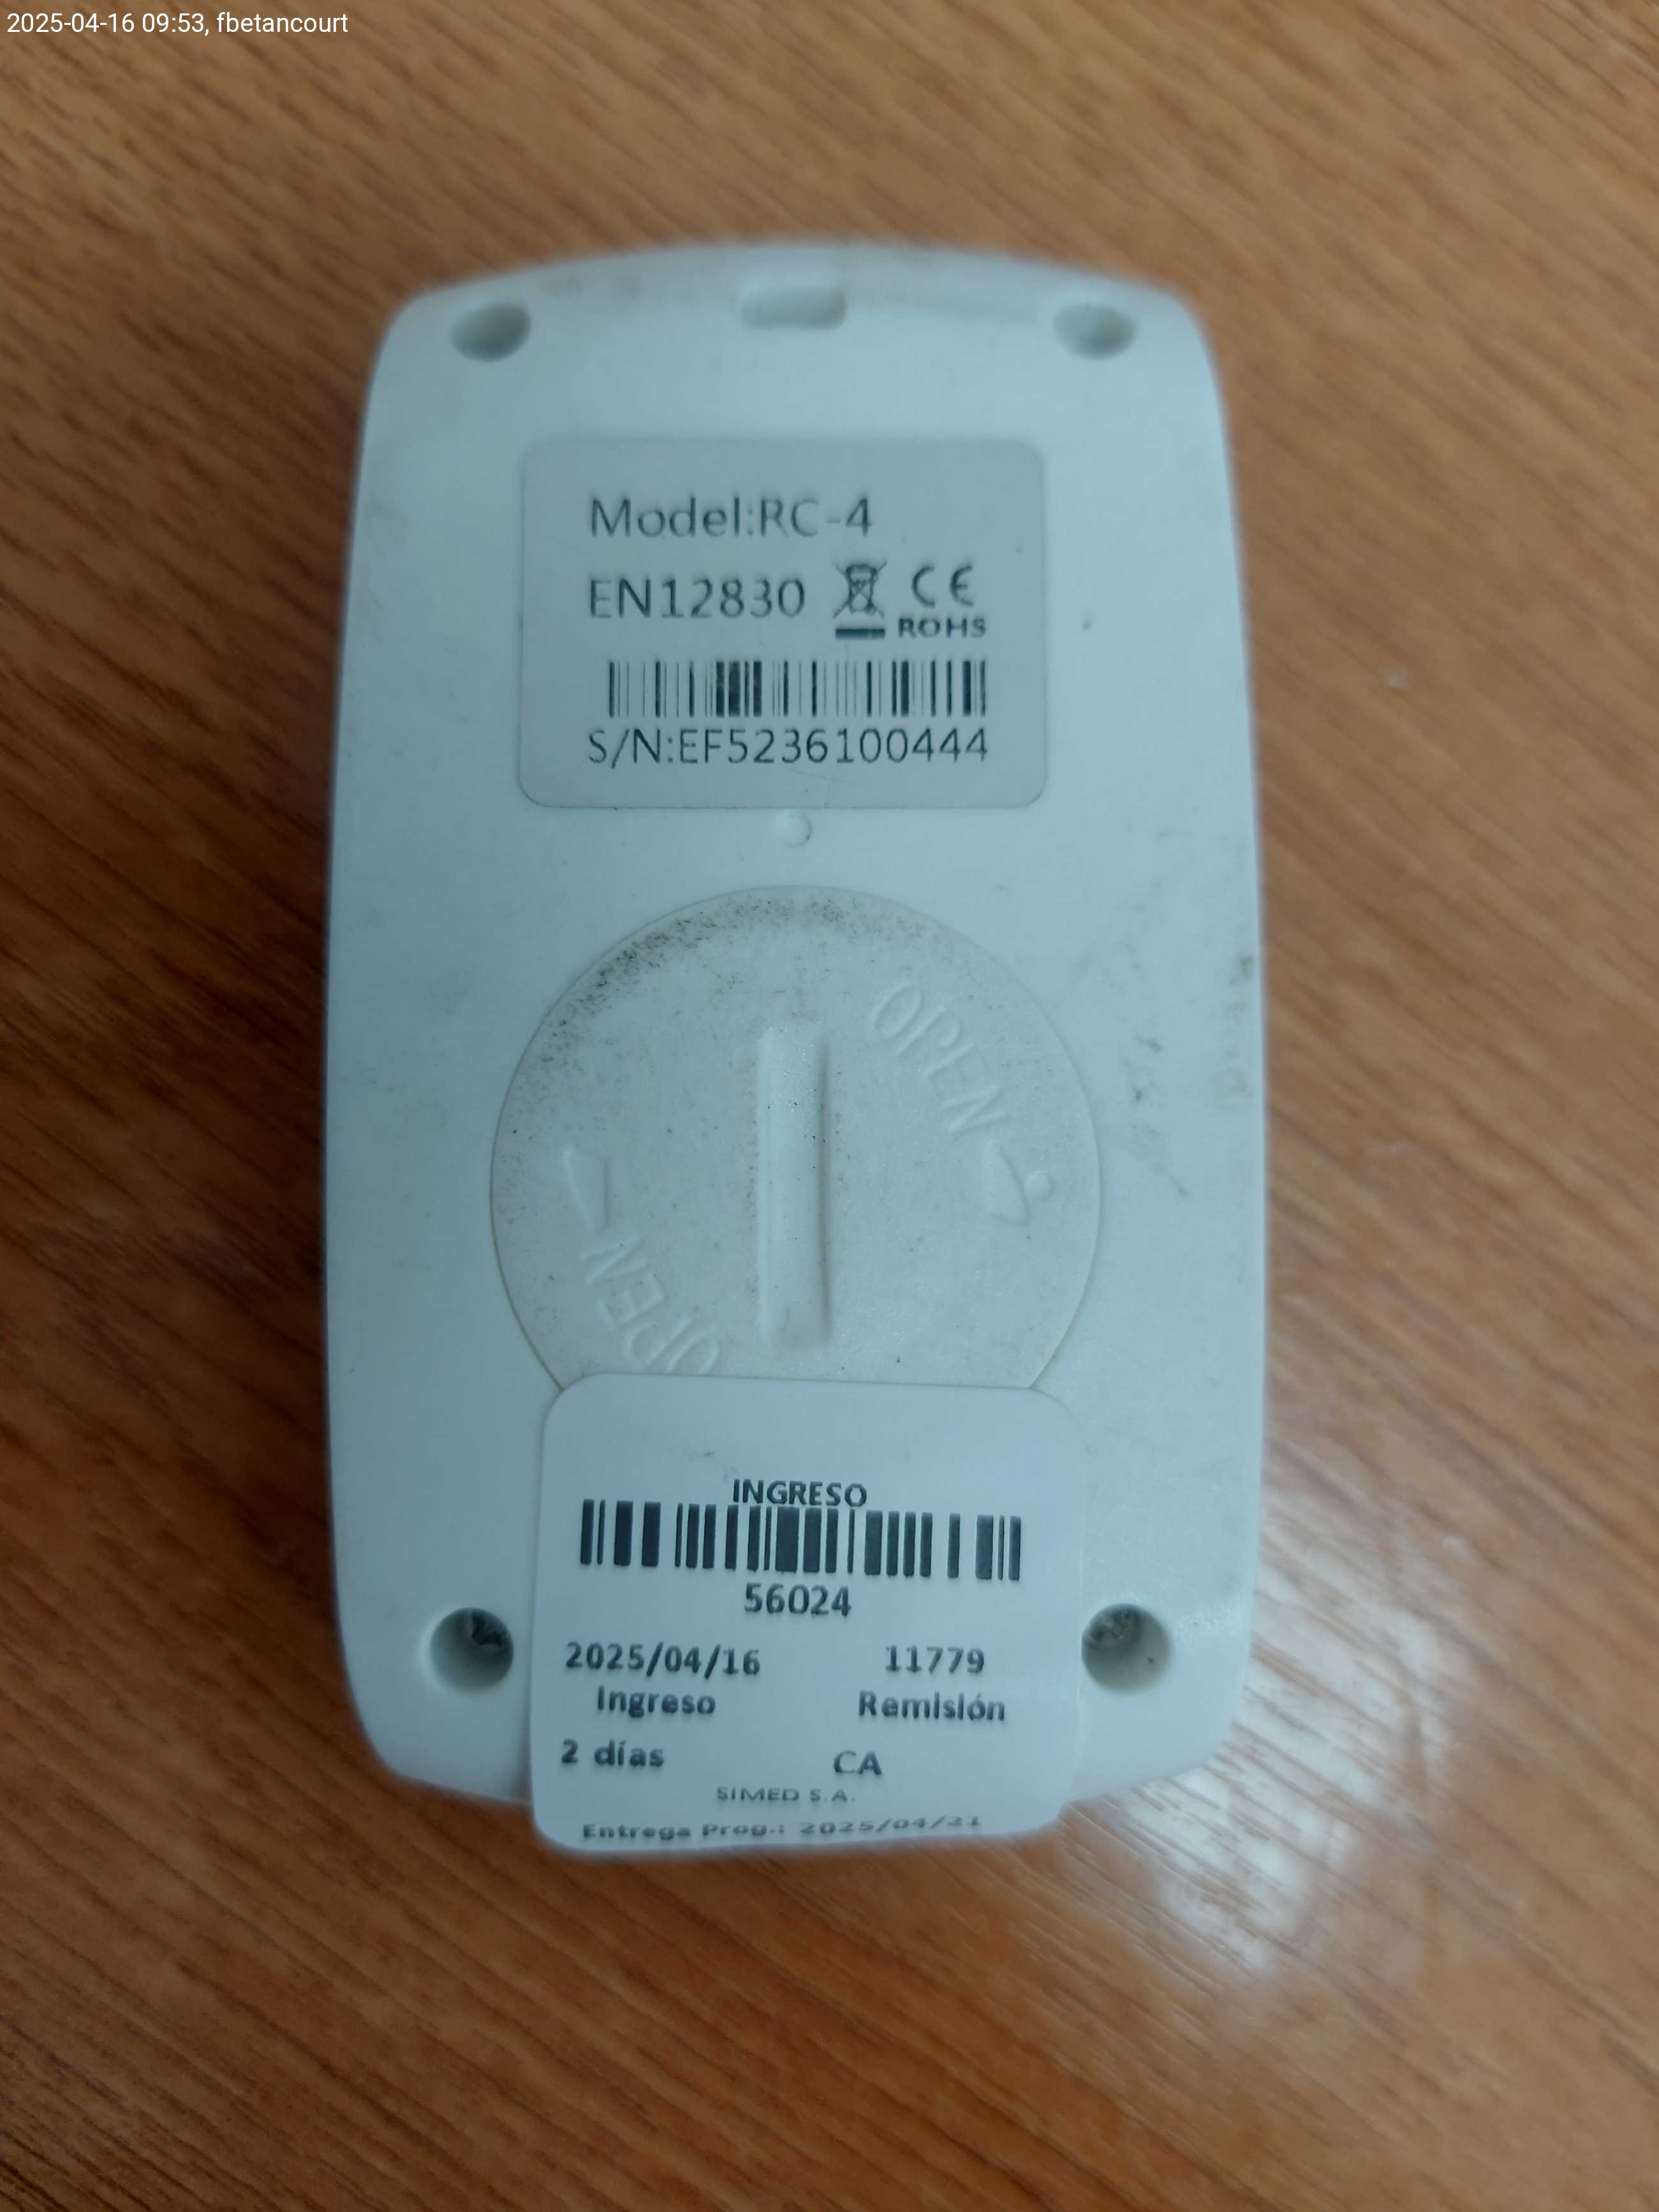 2025-04-16 09:53, fbetancourt
Model:RC-4
EN12830 CE
ROHS
S/N:EF5236100444
OPEN
OPEN
INGRESO
56024
2025/04/16 11779
Ingreso Remisión
2 días CA
SIMED S.A.
Entrega Prog.: 2025/04/21